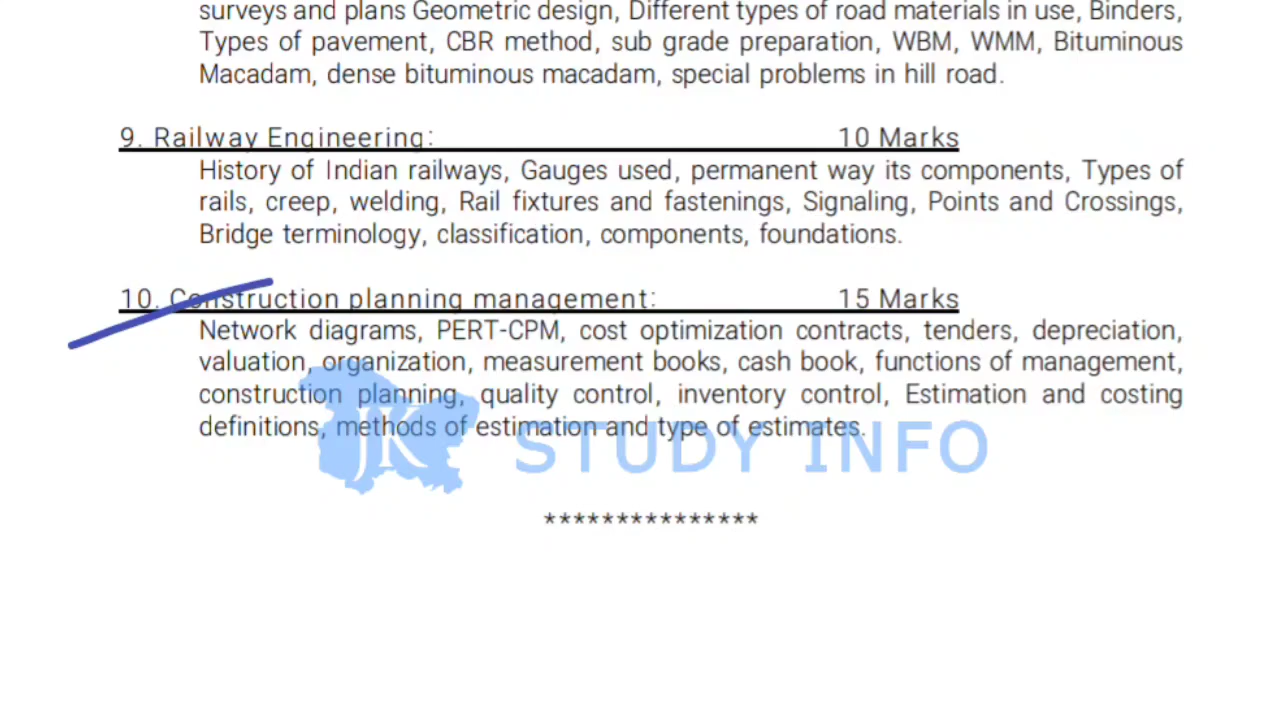 surveys and plans Geometric design, Different types of road materials in use, Binders,
Types of pavement, CBR method, sub grade preparation, WBM, WMM, Bituminous
Macadam, dense bituminous macadam, special problems in hill road.
9. Railway Engineering: 10 Marks
History of Indian railways, Gauges used, permanent way its components, Types of
rails, creep, welding, Rail fixtures and fastenings, Signaling, Points and Crossings,
Bridge terminology, classification, components, foundations.
10. Construction planning management: 15 Marks
Network diagrams, PERT-CPM, cost optimization contracts, tenders, depreciation,
valuation, organization, measurement books, cash book, functions of management,
construction planning, quality control, inventory control, Estimation and costing
definitions, methods of estimation and type of estimates.
JK STUDY INFO
***************